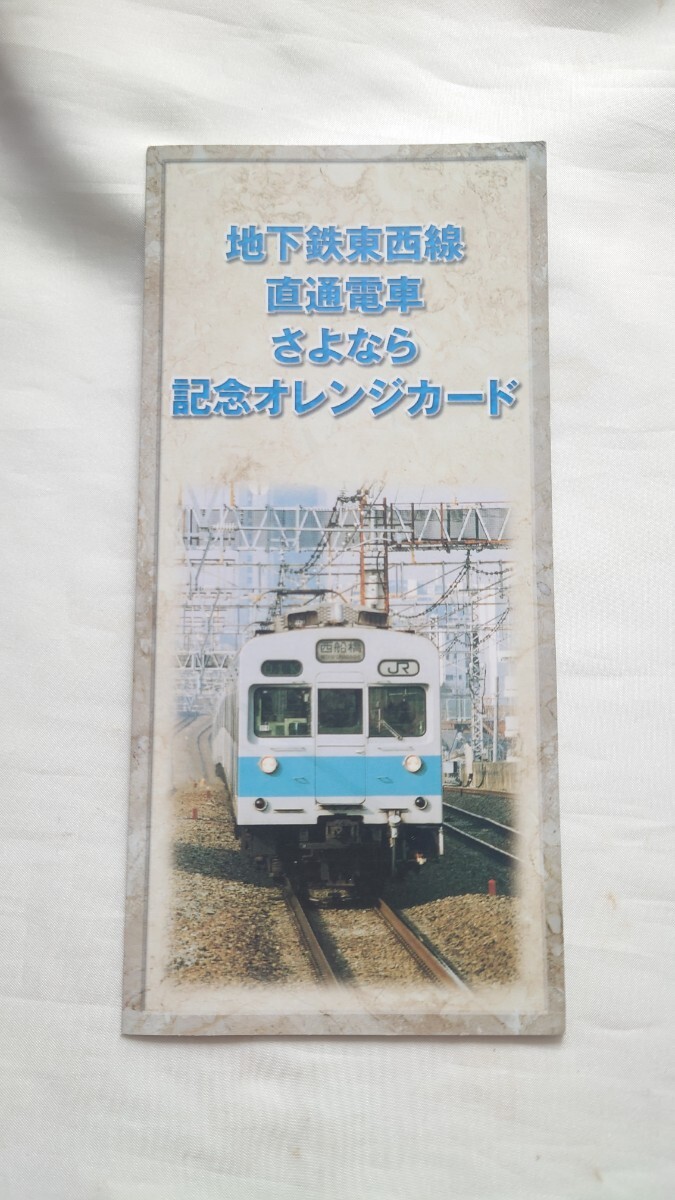 地下鉄東西線
直通電車
さよなら
記念オレンジカード
西船橋
JR